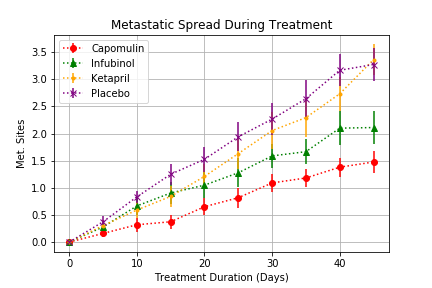 Metastatic Spread During Treatment
Capomulin
Infubinol
Ketapril
Placebo
3.5
3.0
2.5
2.0
1.5
1.0
0.5
0.0
Met. Sites
0
10
20
30
40
Treatment Duration (Days)